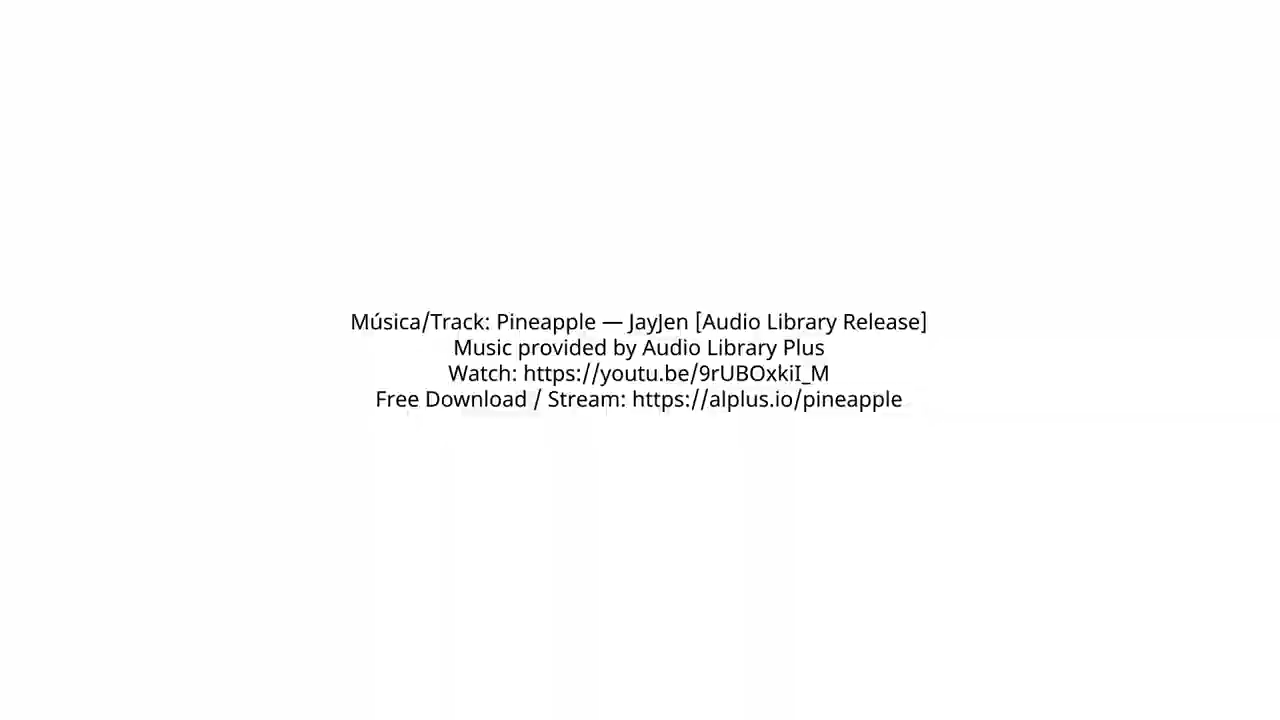 Música/Track: Pineapple — JayJen [Audio Library Release]
Music provided by Audio Library Plus
Watch: https://youtu.be/9rUBOxkiI_M
Free Download / Stream: https://alplus.io/pineapple